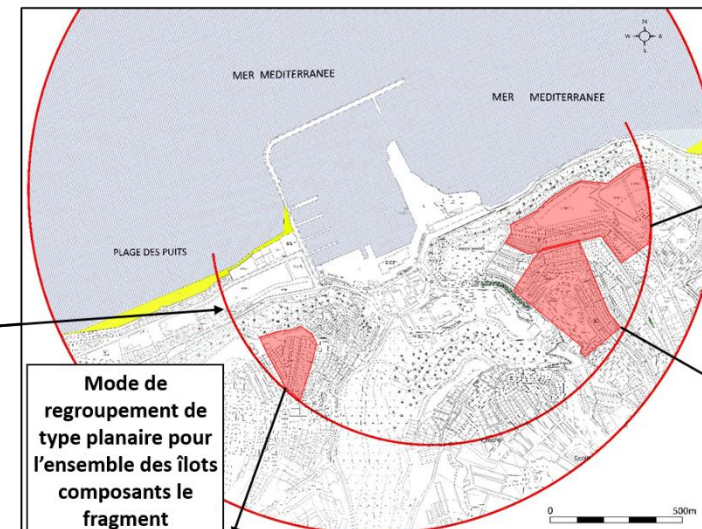 N
W
E
S
MER MEDITERRANEE
MER MEDITERRANEE
PLAGE DES PUITS
Mode de
regroupement de
type planaire pour
l'ensemble des îlots
composants le
fragment
0
500m